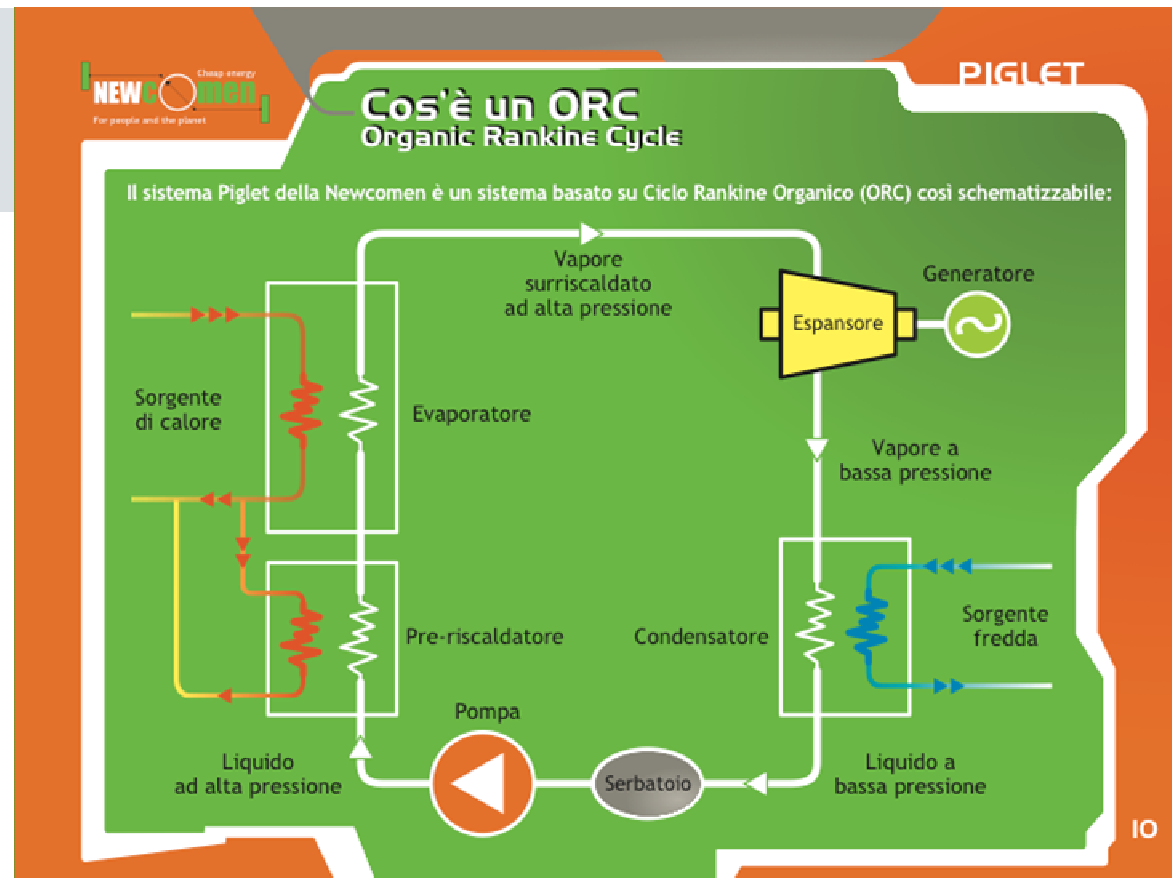 Cheap energy
NEWcomen
For people and the planet
PIGLET
Cos'è un ORC
Organic Rankine Cycle
Il sistema Piglet della Newcomen è un sistema basato su Ciclo Rankine Organico (ORC) così schematizzabile:
Vapore
surriscaldato
ad alta pressione
Generatore
Espansore
Sorgente
di calore
Evaporatore
Vapore a
bassa pressione
Pre-riscaldatore
Condensatore
Sorgente
fredda
Pompa
Liquido
ad alta pressione
Serbatoio
Liquido a
bassa pressione
10